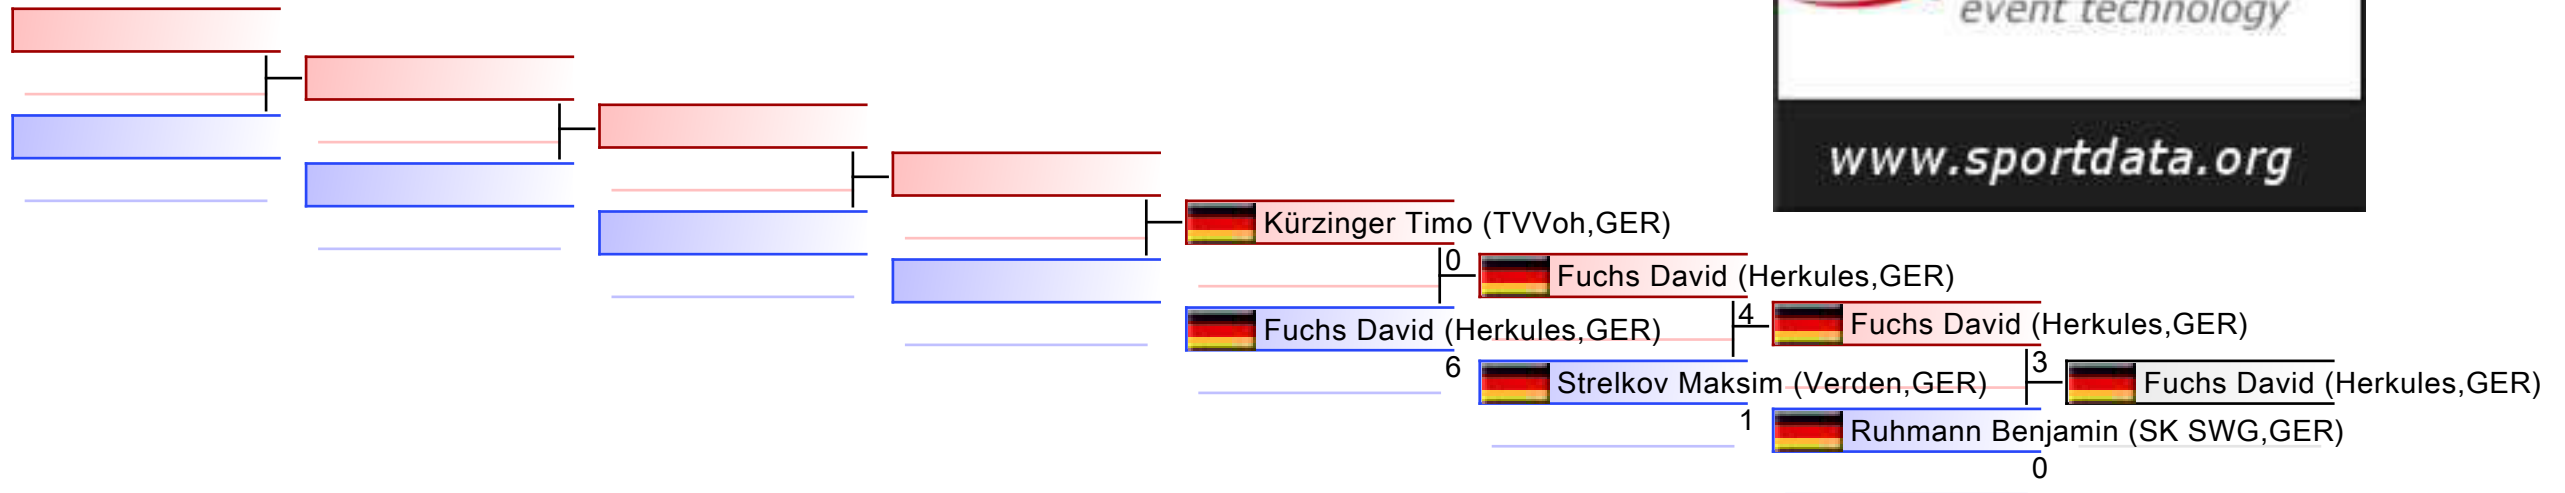 event technology
www.sportdata.org
Kürzinger Timo (TVVoh,GER)
0
Fuchs David (Herkules,GER)
Fuchs David (Herkules,GER)
6
4
Strelkov Maksim (Verden,GER)
1
Fuchs David (Herkules,GER)
3
Ruhmann Benjamin (SK SWG,GER)
0
Fuchs David (Herkules,GER)